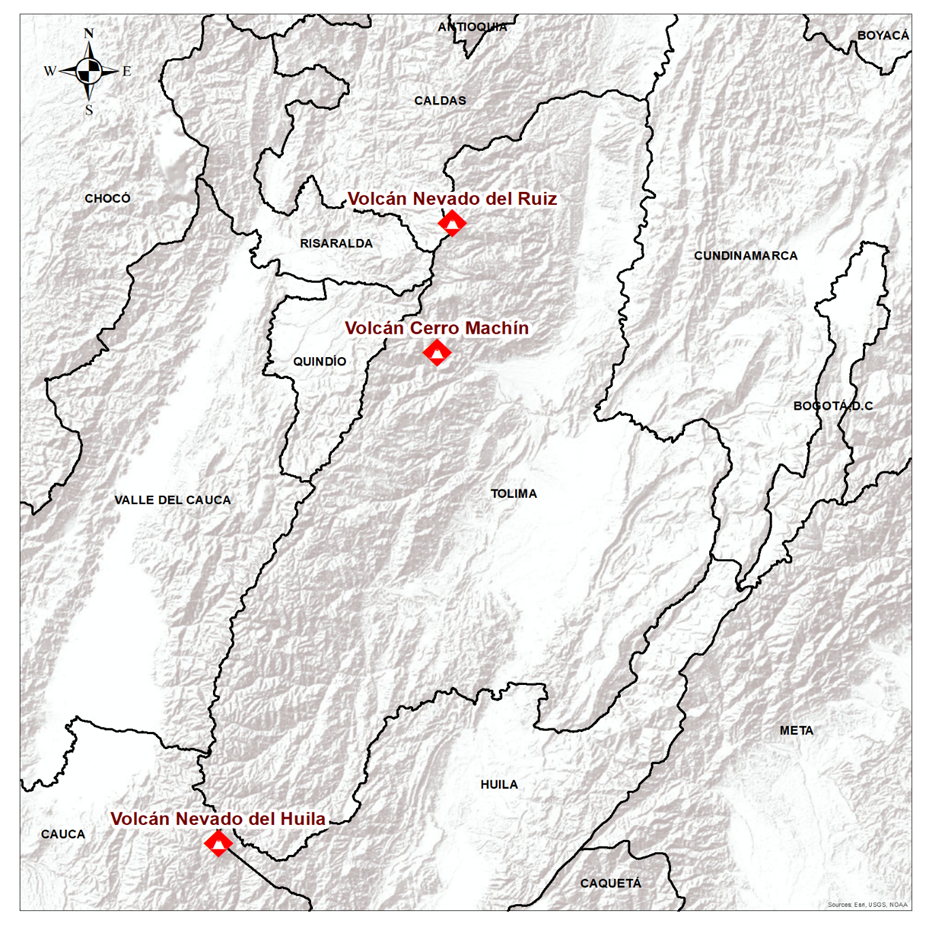 ANTIOQUIA
BOYACÁ
N
W
E
S
CALDAS
CHOCÓ
Volcán Nevado del Ruiz
RISARALDA
CUNDINAMARCA
Volcán Cerro Machín
QUINDÍO
BOGOTÁ,D.C
TOLIMA
VALLE DEL CAUCA
META
HUILA
Volcán Nevado del Huila
CAUCA
CAQUETÁ
Sources: Esri, USGS, NOAA